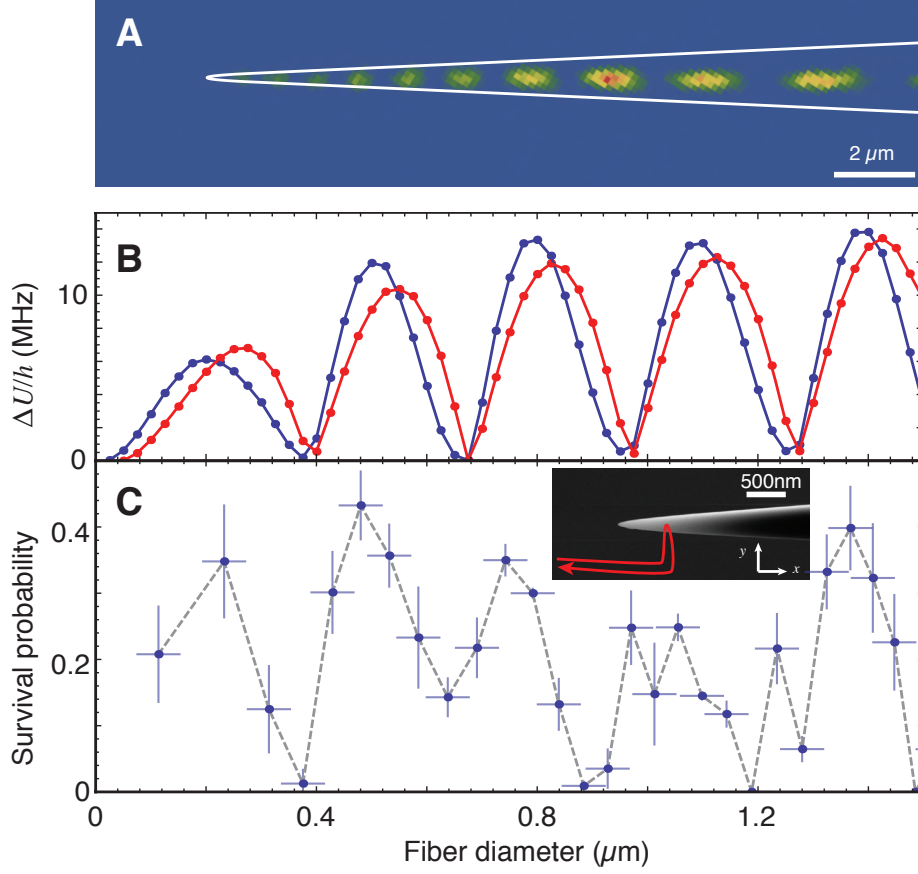 A
2 μm
B
ΔU/h (MHz)
10
0
C
500nm
y
x
Survival probability
0.4
0.2
0
0
0.4
0.8
1.2
Fiber diameter (μm)